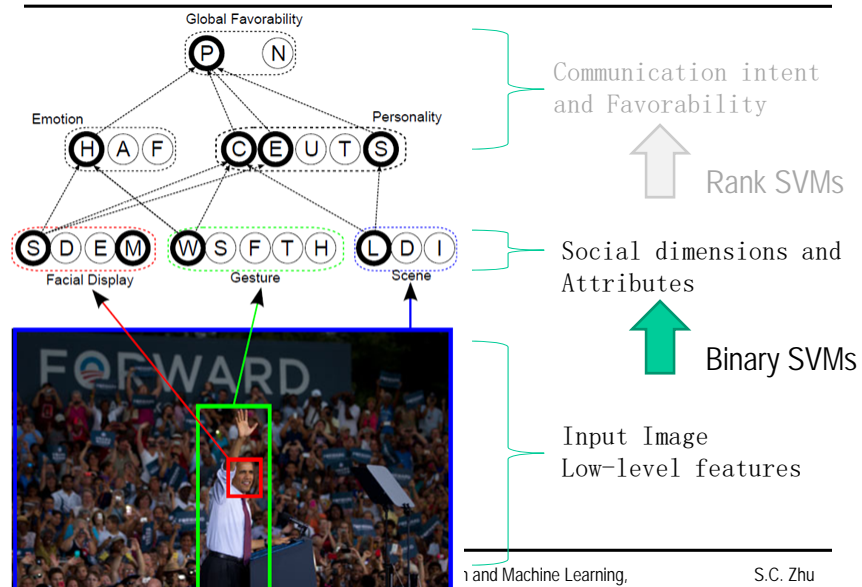 Global Favorability
P N
Emotion
Personality
H A F
C E U T S
S D E M
W S F T H
L D I
Facial Display
Gesture
Scene
FORWARD
Communication intent
and Favorability
Rank SVMs
Social dimensions and
Attributes
Binary SVMs
Input Image
Low-level features
and Machine Learning,
S.C. Zhu